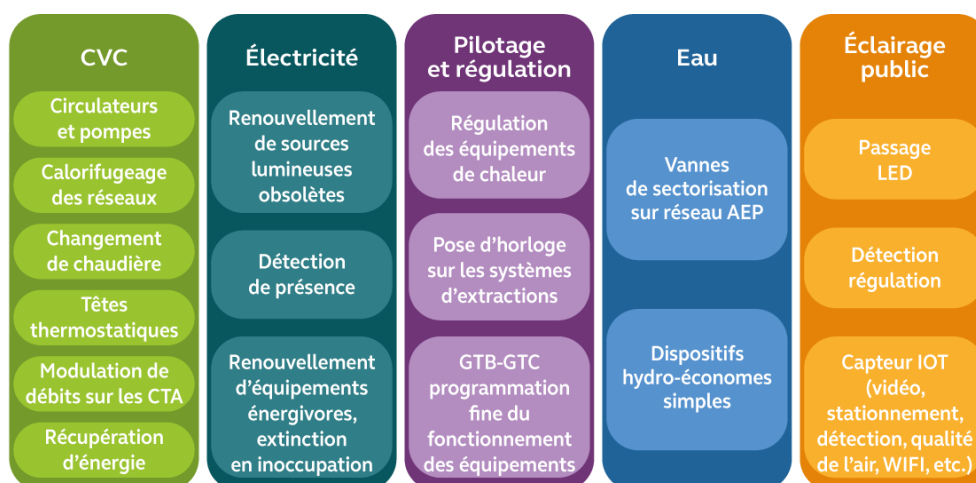 CVC
Circulateurs
et pompes
Calorifugeage
des réseaux
Changement
de chaudière
Têtes
thermostatiques
Modulation de
débits sur les CTA
Récupération
d'énergie
Électricité
Renouvellement
de sources
lumineuses
obsolètes
Détection
de présence
Renouvellement
d'équipements
énergivores,
extinction
en inoccupation
Pilotage
et régulation
Régulation
des équipements
de chaleur
Pose d'horloge
sur les systèmes
d'extractions
GTB-GTC
programmation
fine du
fonctionnement
des équipements
Eau
Vannes
de sectorisation
sur réseau AEP
Dispositifs
hydro-économes
simples
Éclairage
public
Passage
LED
Détection
régulation
Capteur IOT
(vidéo,
stationnement,
détection, qualité
de l'air, WIFI, etc.)